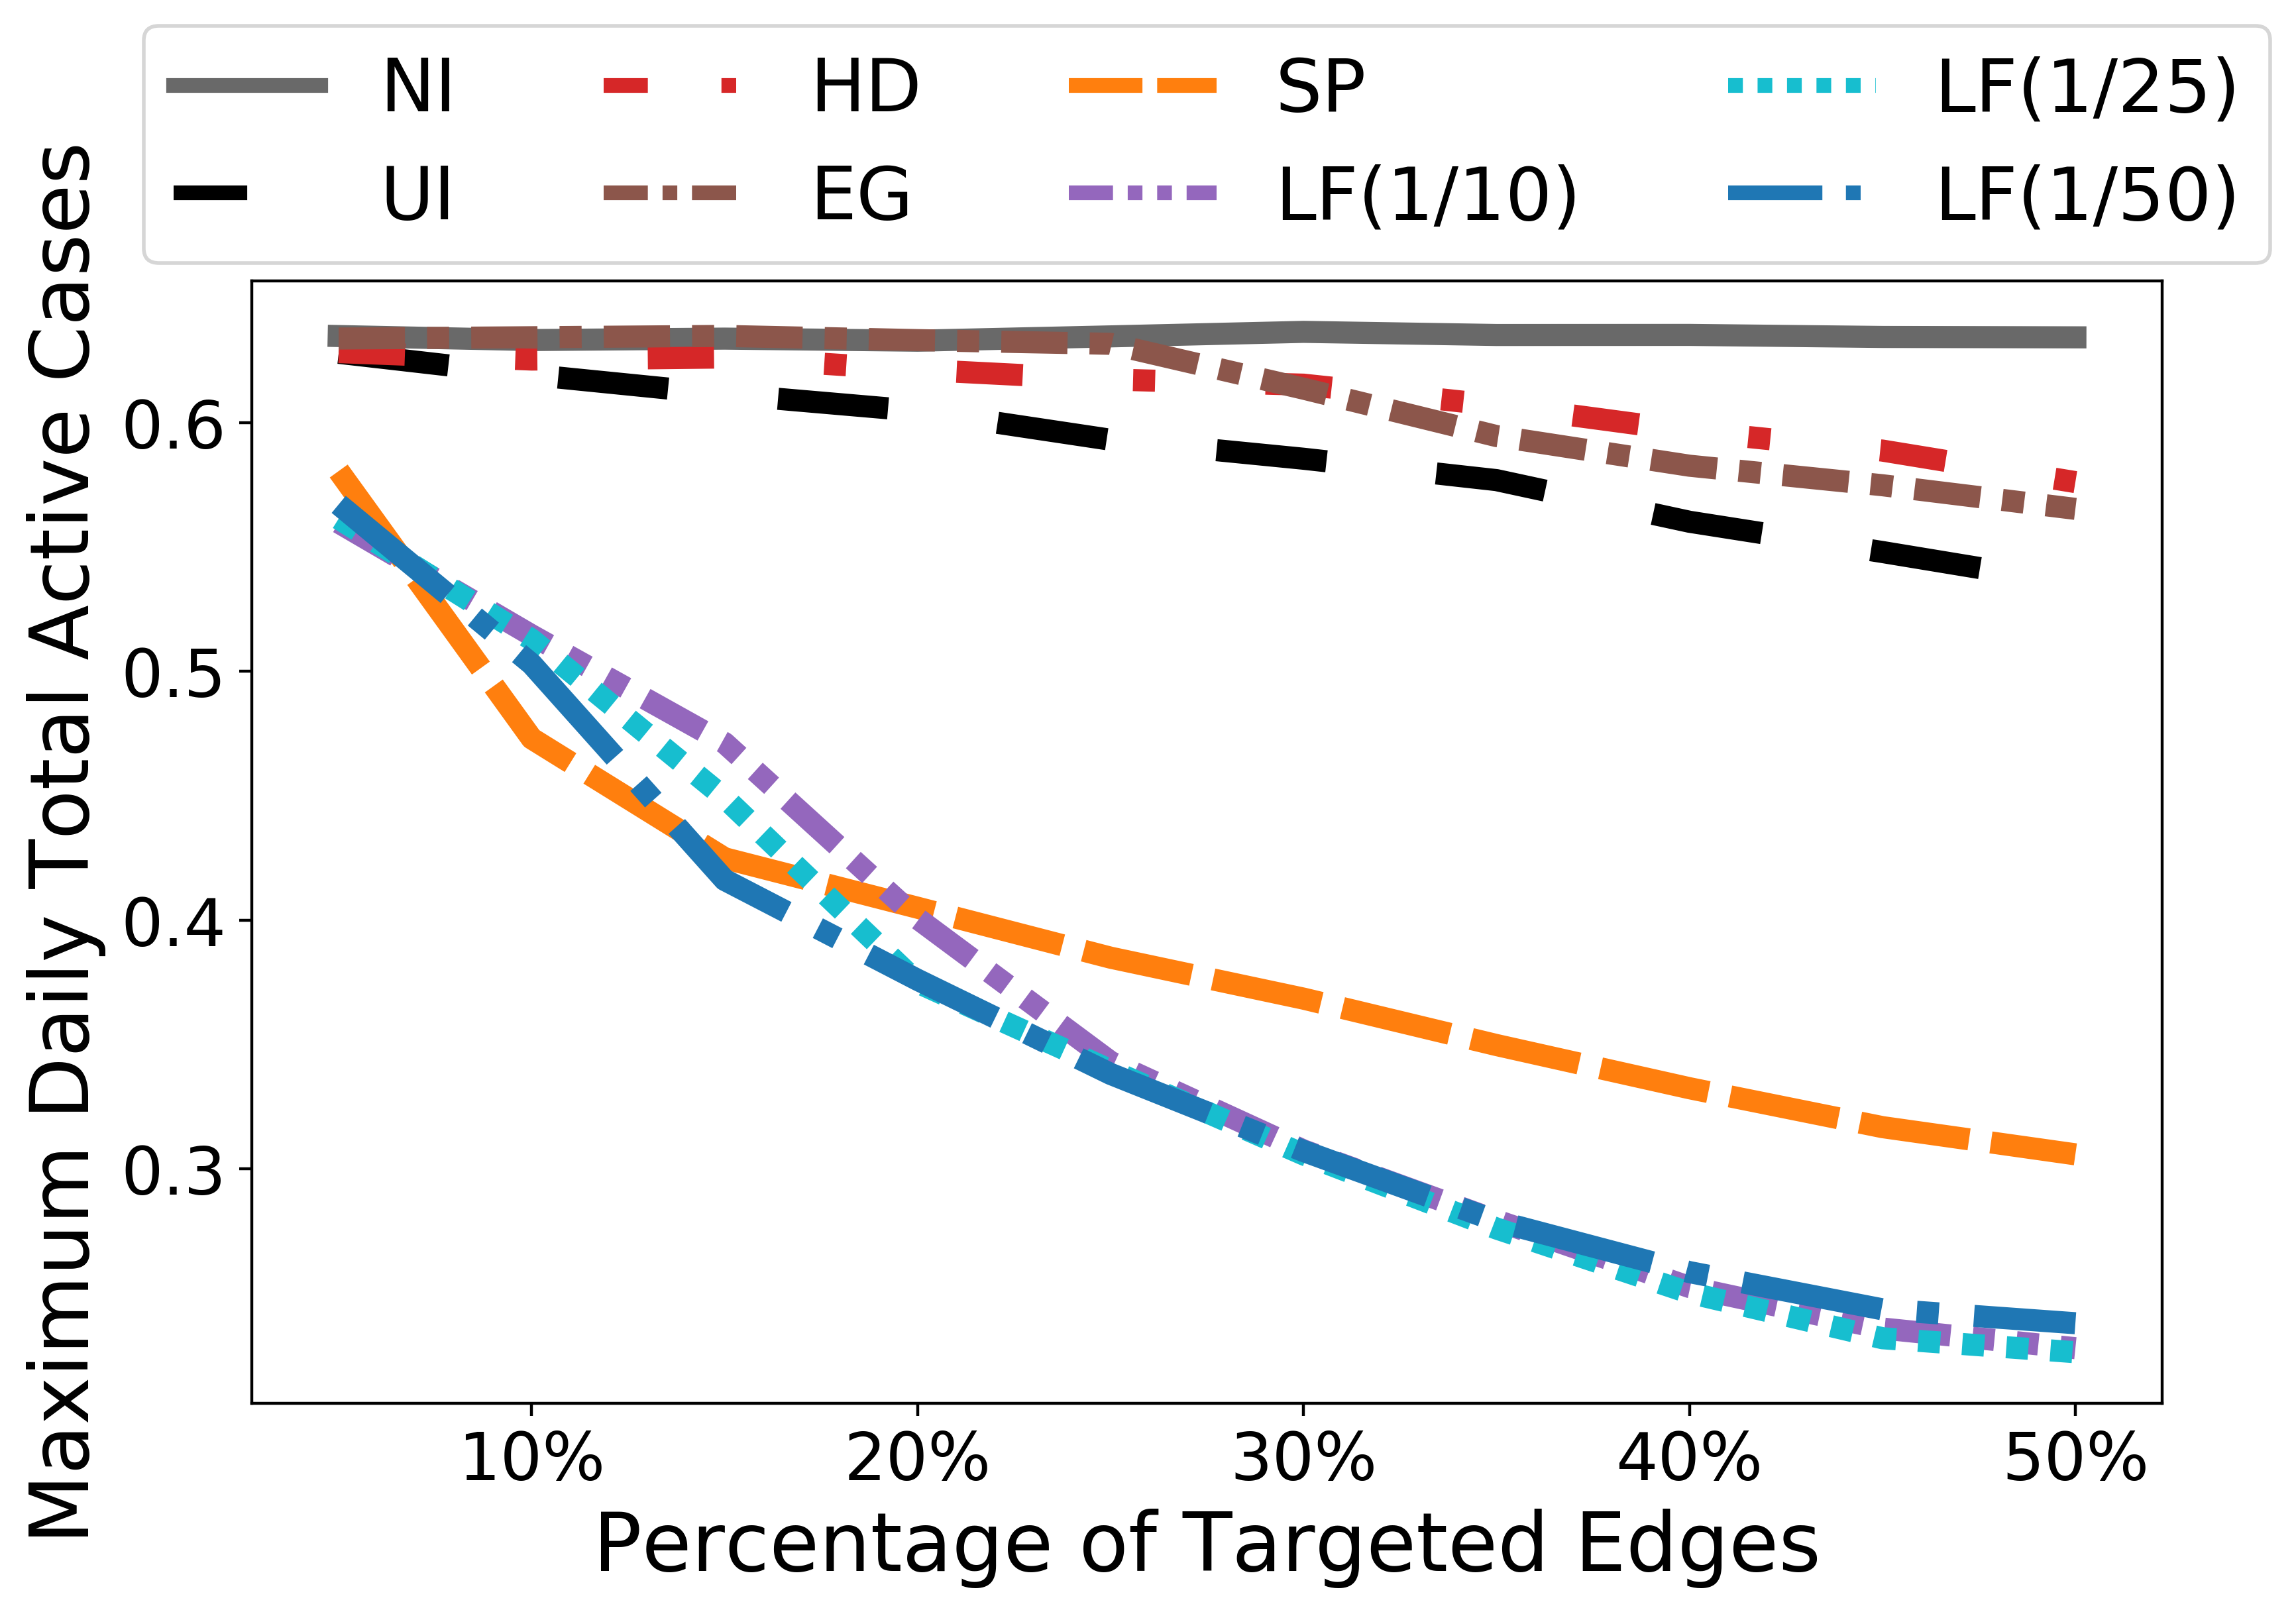 NI HD SP LF(1/25)
UI EG LF(1/10) LF(1/50)
Maximum Daily Total Active Cases
0.6
0.5
0.4
0.3
10% 20% 30% 40% 50%
Percentage of Targeted Edges